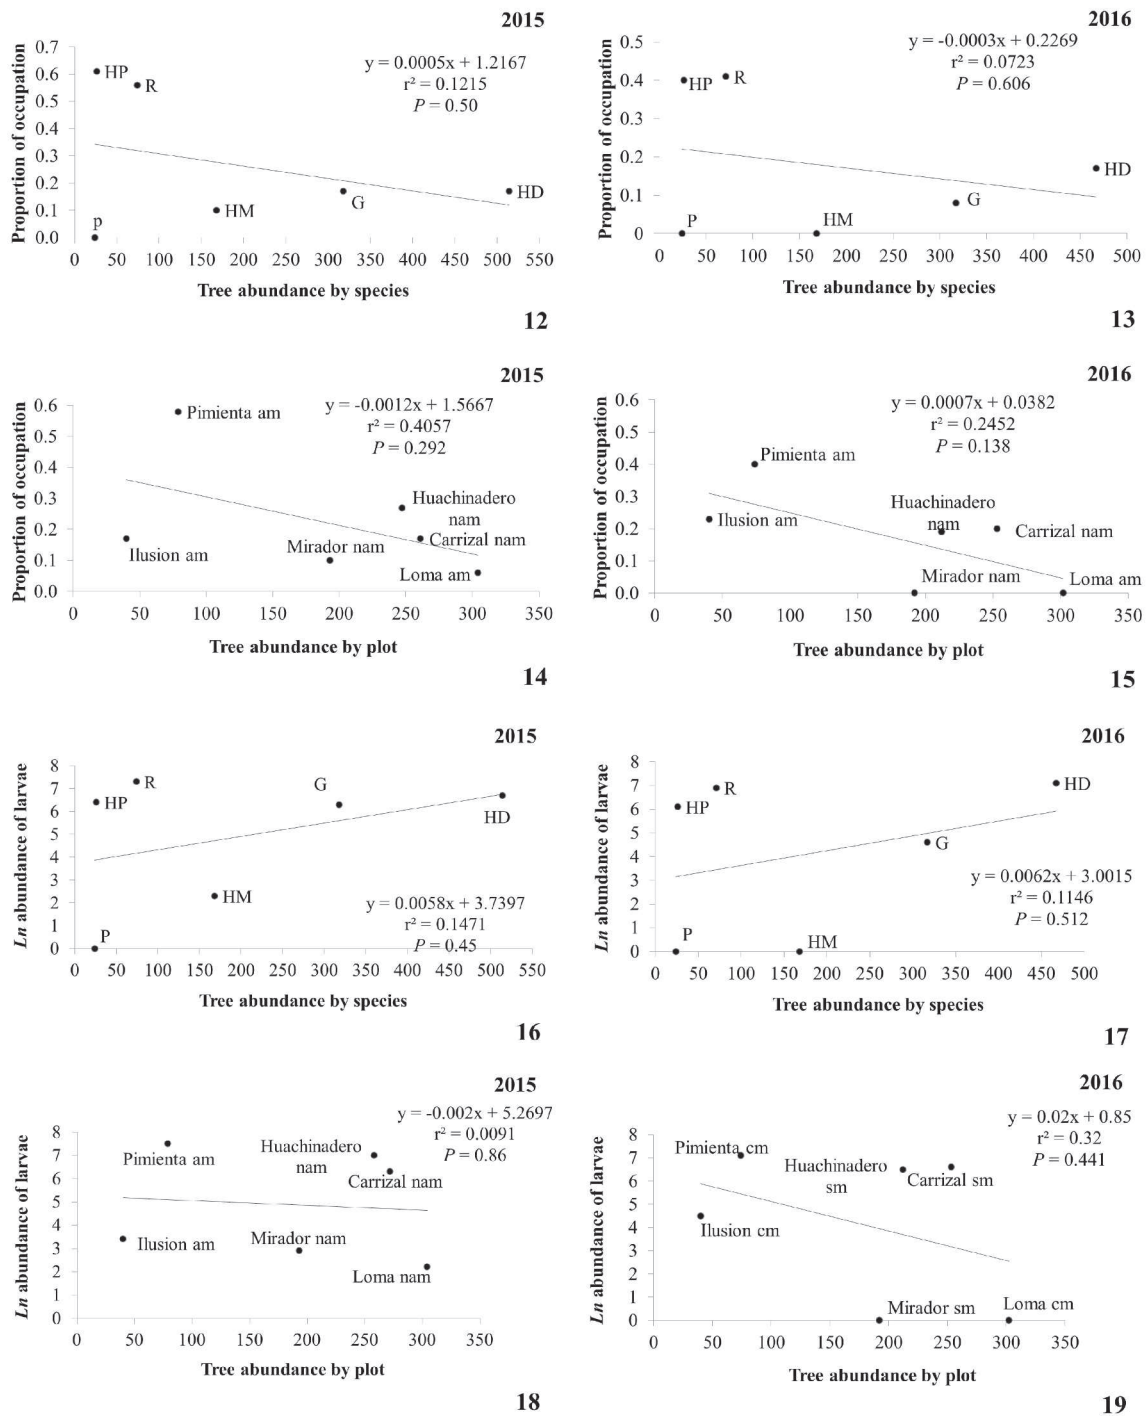 2015
y = 0.0005x + 1.2167
r² = 0.1215
P = 0.50
Proportion of occupation
0.7
0.6
0.5
0.4
0.3
0.2
0.1
0.0
HP
R
P
HM
G
HD
0 50 100 150 200 250 300 350 400 450 500 550
Tree abundance by species
12
2016
y = -0.0003x + 0.2269
r² = 0.0723
P = 0.606
Proportion of occupation
0.5
0.4
0.3
0.2
0.1
0
HP
R
P
HM
G
HD
0 50 100 150 200 250 300 350 400 450 500
Tree abundance by species
13
2015
y = -0.0012x + 1.5667
r² = 0.4057
P = 0.292
Proportion of occupation
0.6
0.5
0.4
0.3
0.2
0.1
0.0
Pimienta am
Huachinadero
nam
Carrizal nam
Ilusion am
Mirador nam
Loma am
0 50 100 150 200 250 300 350
Tree abundance by plot
14
2016
y = 0.0007x + 0.0382
r² = 0.2452
P = 0.138
Proportion of occupation
0.6
0.5
0.4
0.3
0.2
0.1
0.0
Pimienta am
Huachinadero
nam
Ilusion am
Carrizal nam
Mirador nam
Loma am
0 50 100 150 200 250 300 350
Tree abundance by plot
15
2015
Ln abundance of larvae
8
7
6
5
4
3
2
1
0
R
HP
G
HD
HM
P
y = 0.0058x + 3.7397
r² = 0.1471
P = 0.45
0 50 100 150 200 250 300 350 400 450 500 550
Tree abundance by species
16
2016
Ln abundance of larvae
8
7
6
5
4
3
2
1
0
HP
R
HD
G
y = 0.0062x + 3.0015
r² = 0.1146
P = 0.512
P
HM
0 50 100 150 200 250 300 350 400 450 500
Tree abundance by species
17
2015
y = -0.002x + 5.2697
r² = 0.0091
P = 0.86
Ln abundance of larvae
8
7
6
5
4
3
2
1
0
Pimienta am
Huachinadero
nam
Carrizal nam
Ilusion am
Mirador nam
Loma nam
0 50 100 150 200 250 300 350
Tree abundance by plot
18
2016
y = 0.02x + 0.85
r² = 0.32
P = 0.441
Ln abundance of larvae
8
7
6
5
4
3
2
1
0
Pimienta cm
Huachinadero
sm
Carrizal sm
Ilusion cm
Mirador sm
Loma cm
0 50 100 150 200 250 300 350
Tree abundance by plot
19